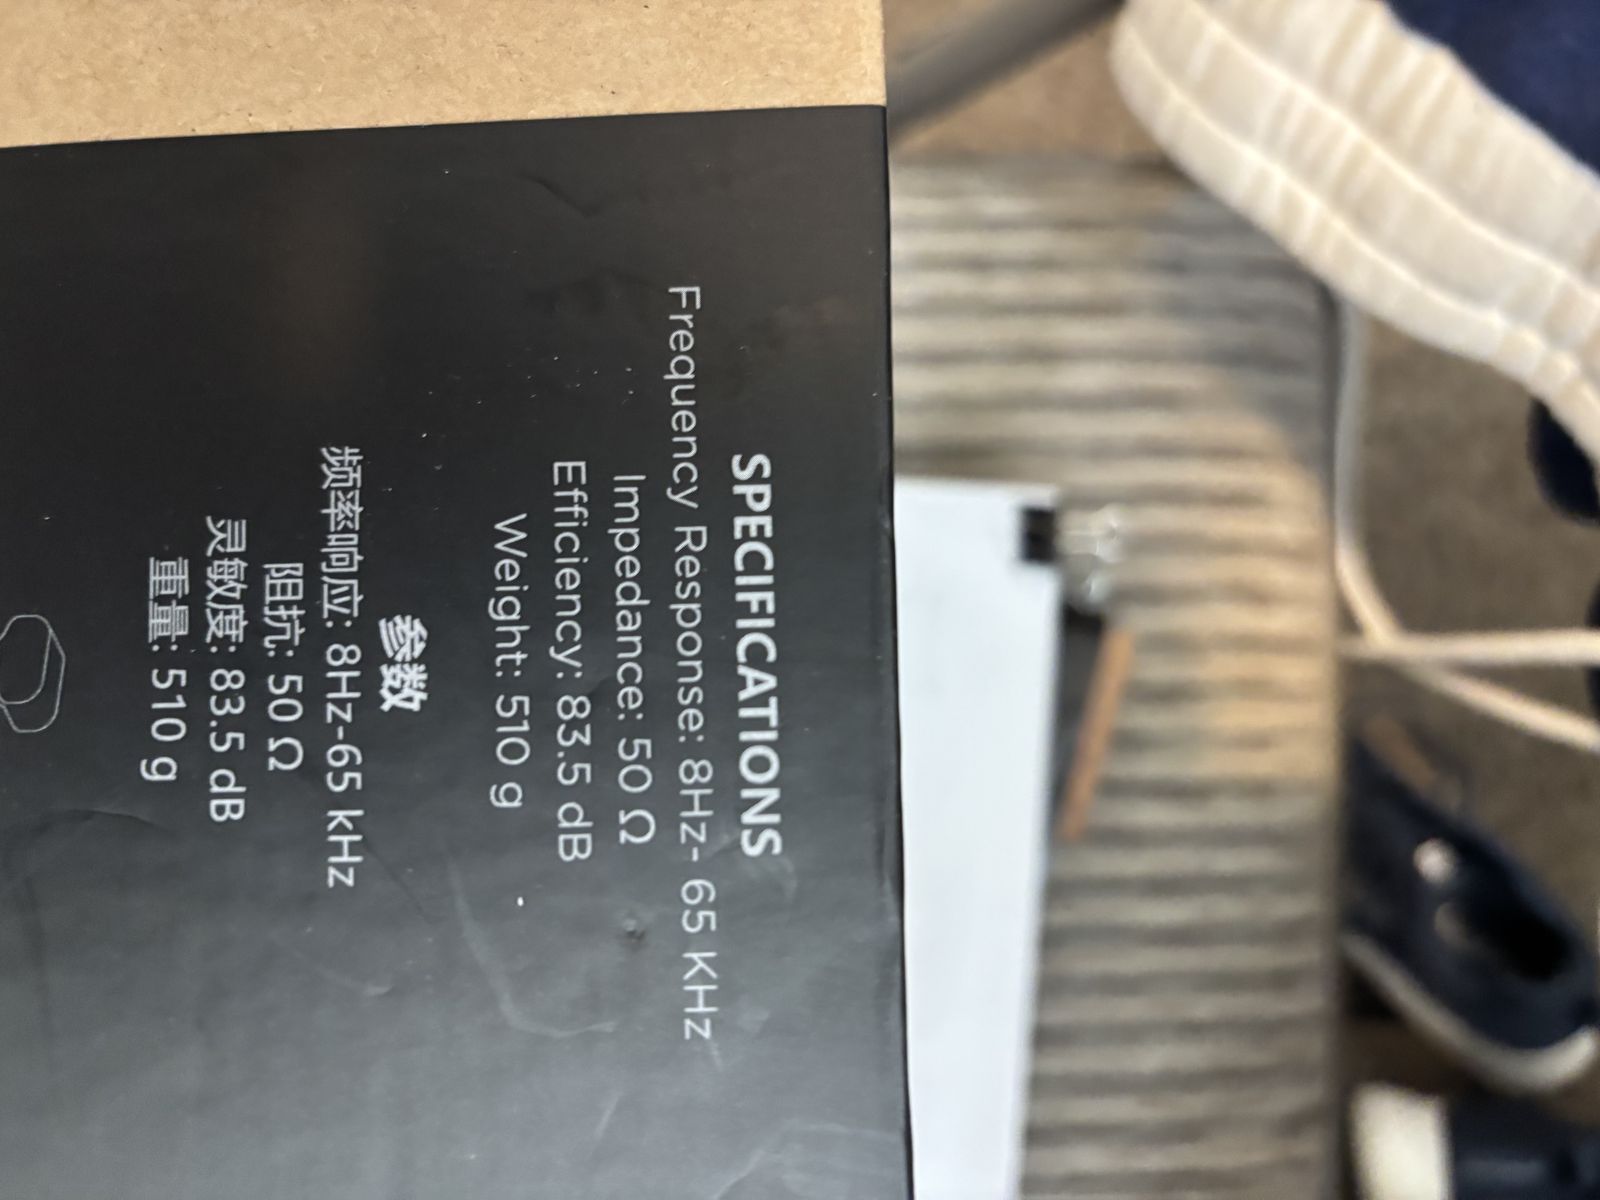 SPECIFICATIONS
Frequency Response: 8Hz- 65 KHz
Impedance: 50 Ω
Efficiency: 83.5 dB
Weight: 510 g
参数
频率响应: 8Hz-65 kHz
阻抗: 50 Ω
灵敏度: 83.5 dB
重量: 510 g